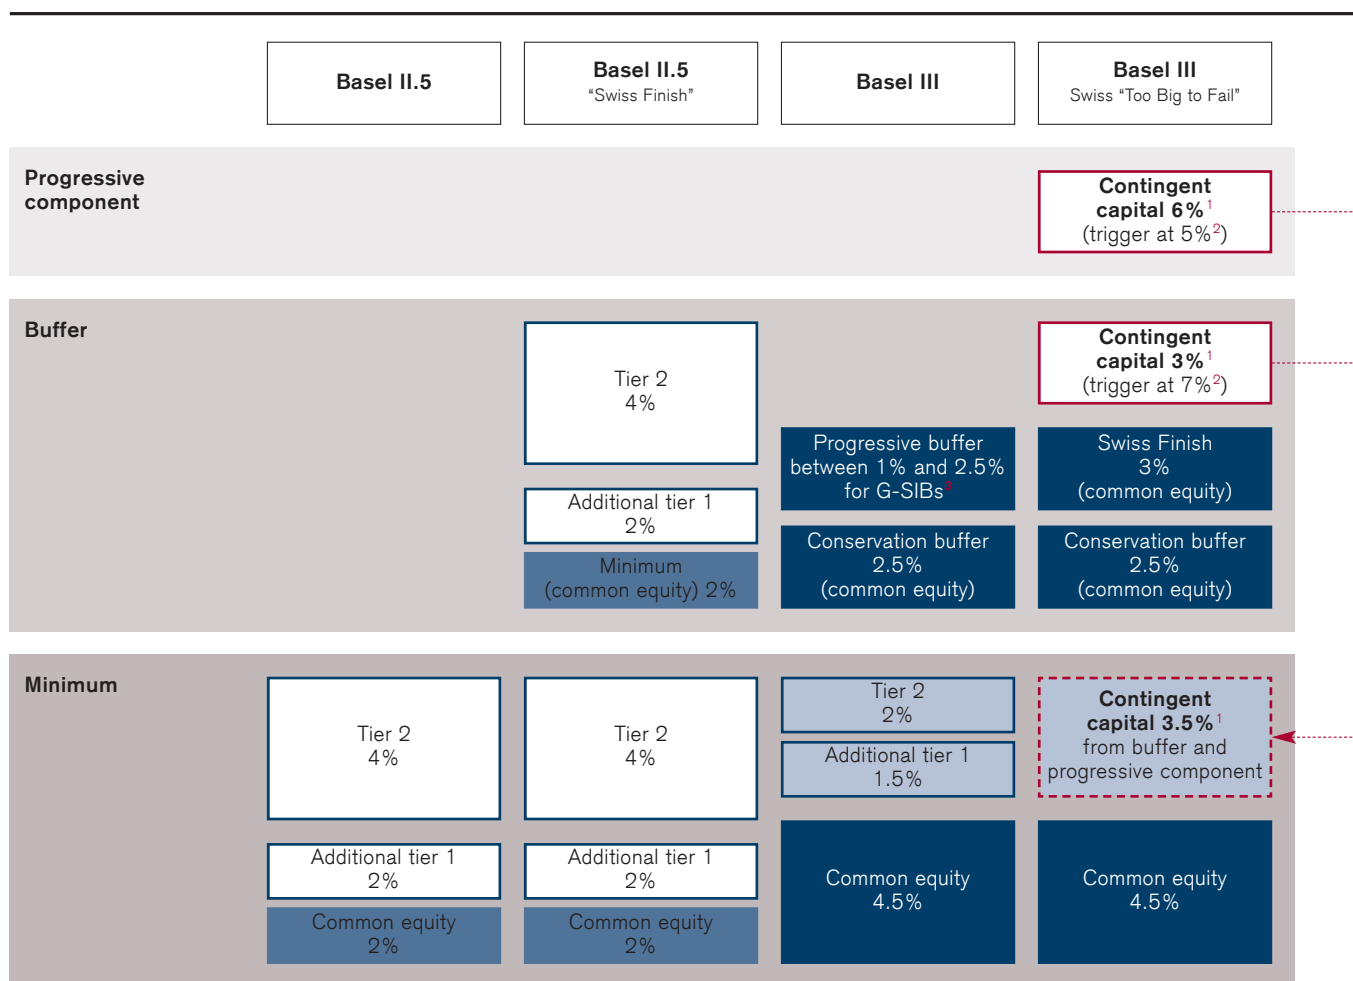 Basel II.5
Basel II.5
“Swiss Finish”
Basel III
Basel III
Swiss “Too Big to Fail”
Progressive
component
Contingent
capital 6% 1
(trigger at 5%2)
Buffer
Tier 2
4%
Additional tier 1
2%
Minimum
(common equity) 2%
Progressive buffer
between 1% and 2.5%
for G-SIBs3
Conservation buffer
2.5%
(common equity)
Contingent
capital 3% 1
(trigger at 7%2)
Swiss Finish
3%
(common equity)
Conservation buffer
2.5%
(common equity)
Minimum
Tier 2
4%
Additional tier 1
2%
Common equity
2%
Tier 2
4%
Additional tier 1
2%
Common equity
2%
Tier 2
2%
Additional tier 1
1.5%
Common equity
4.5%
Contingent
capital 3.5% 1
from buffer and
progressive component
Common equity
4.5%